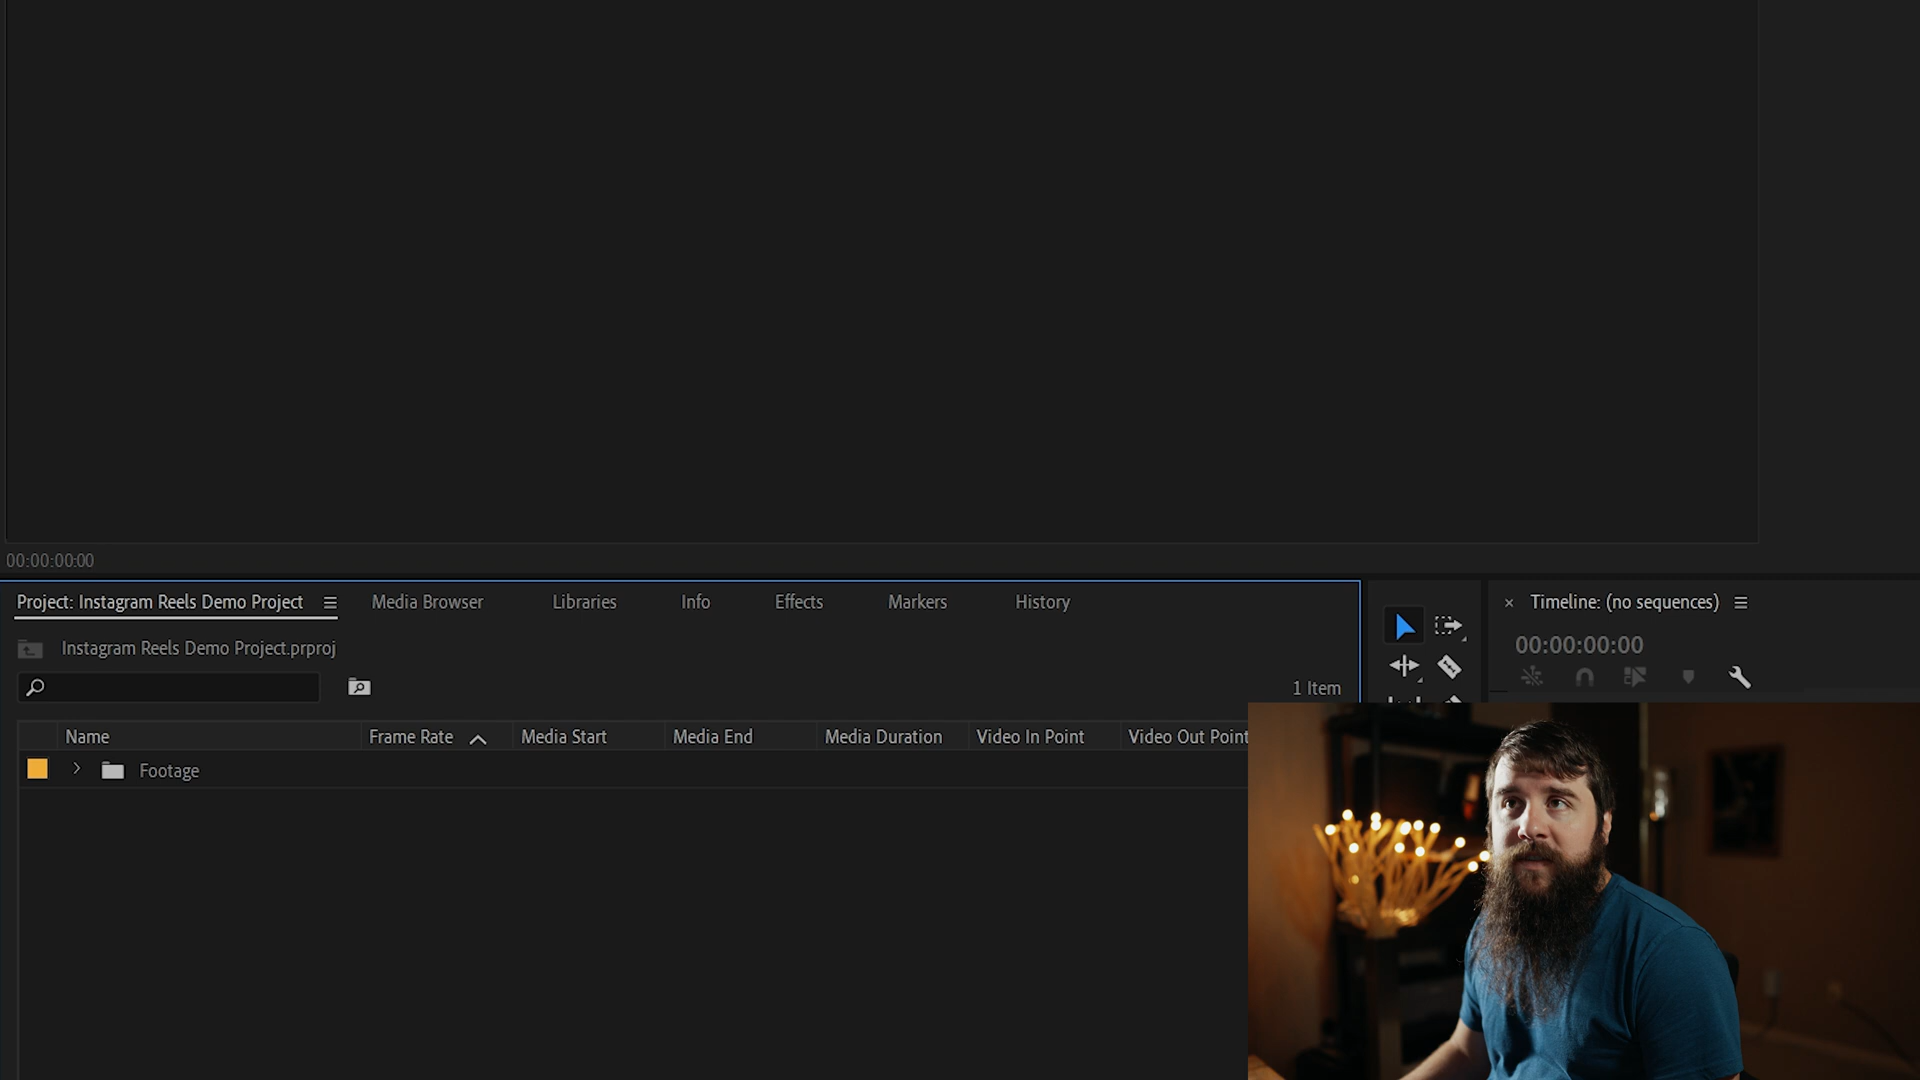 00:00:00:00
Project: Instagram Reels Demo Project
Media Browser
Libraries
Info
Effects
Markers
History
Timeline: (no sequences)
Instagram Reels Demo Project.prproj
00:00:00:00
1 Item
Name
Frame Rate
Media Start
Media End
Media Duration
Video In Point
Video Out Point
Footage